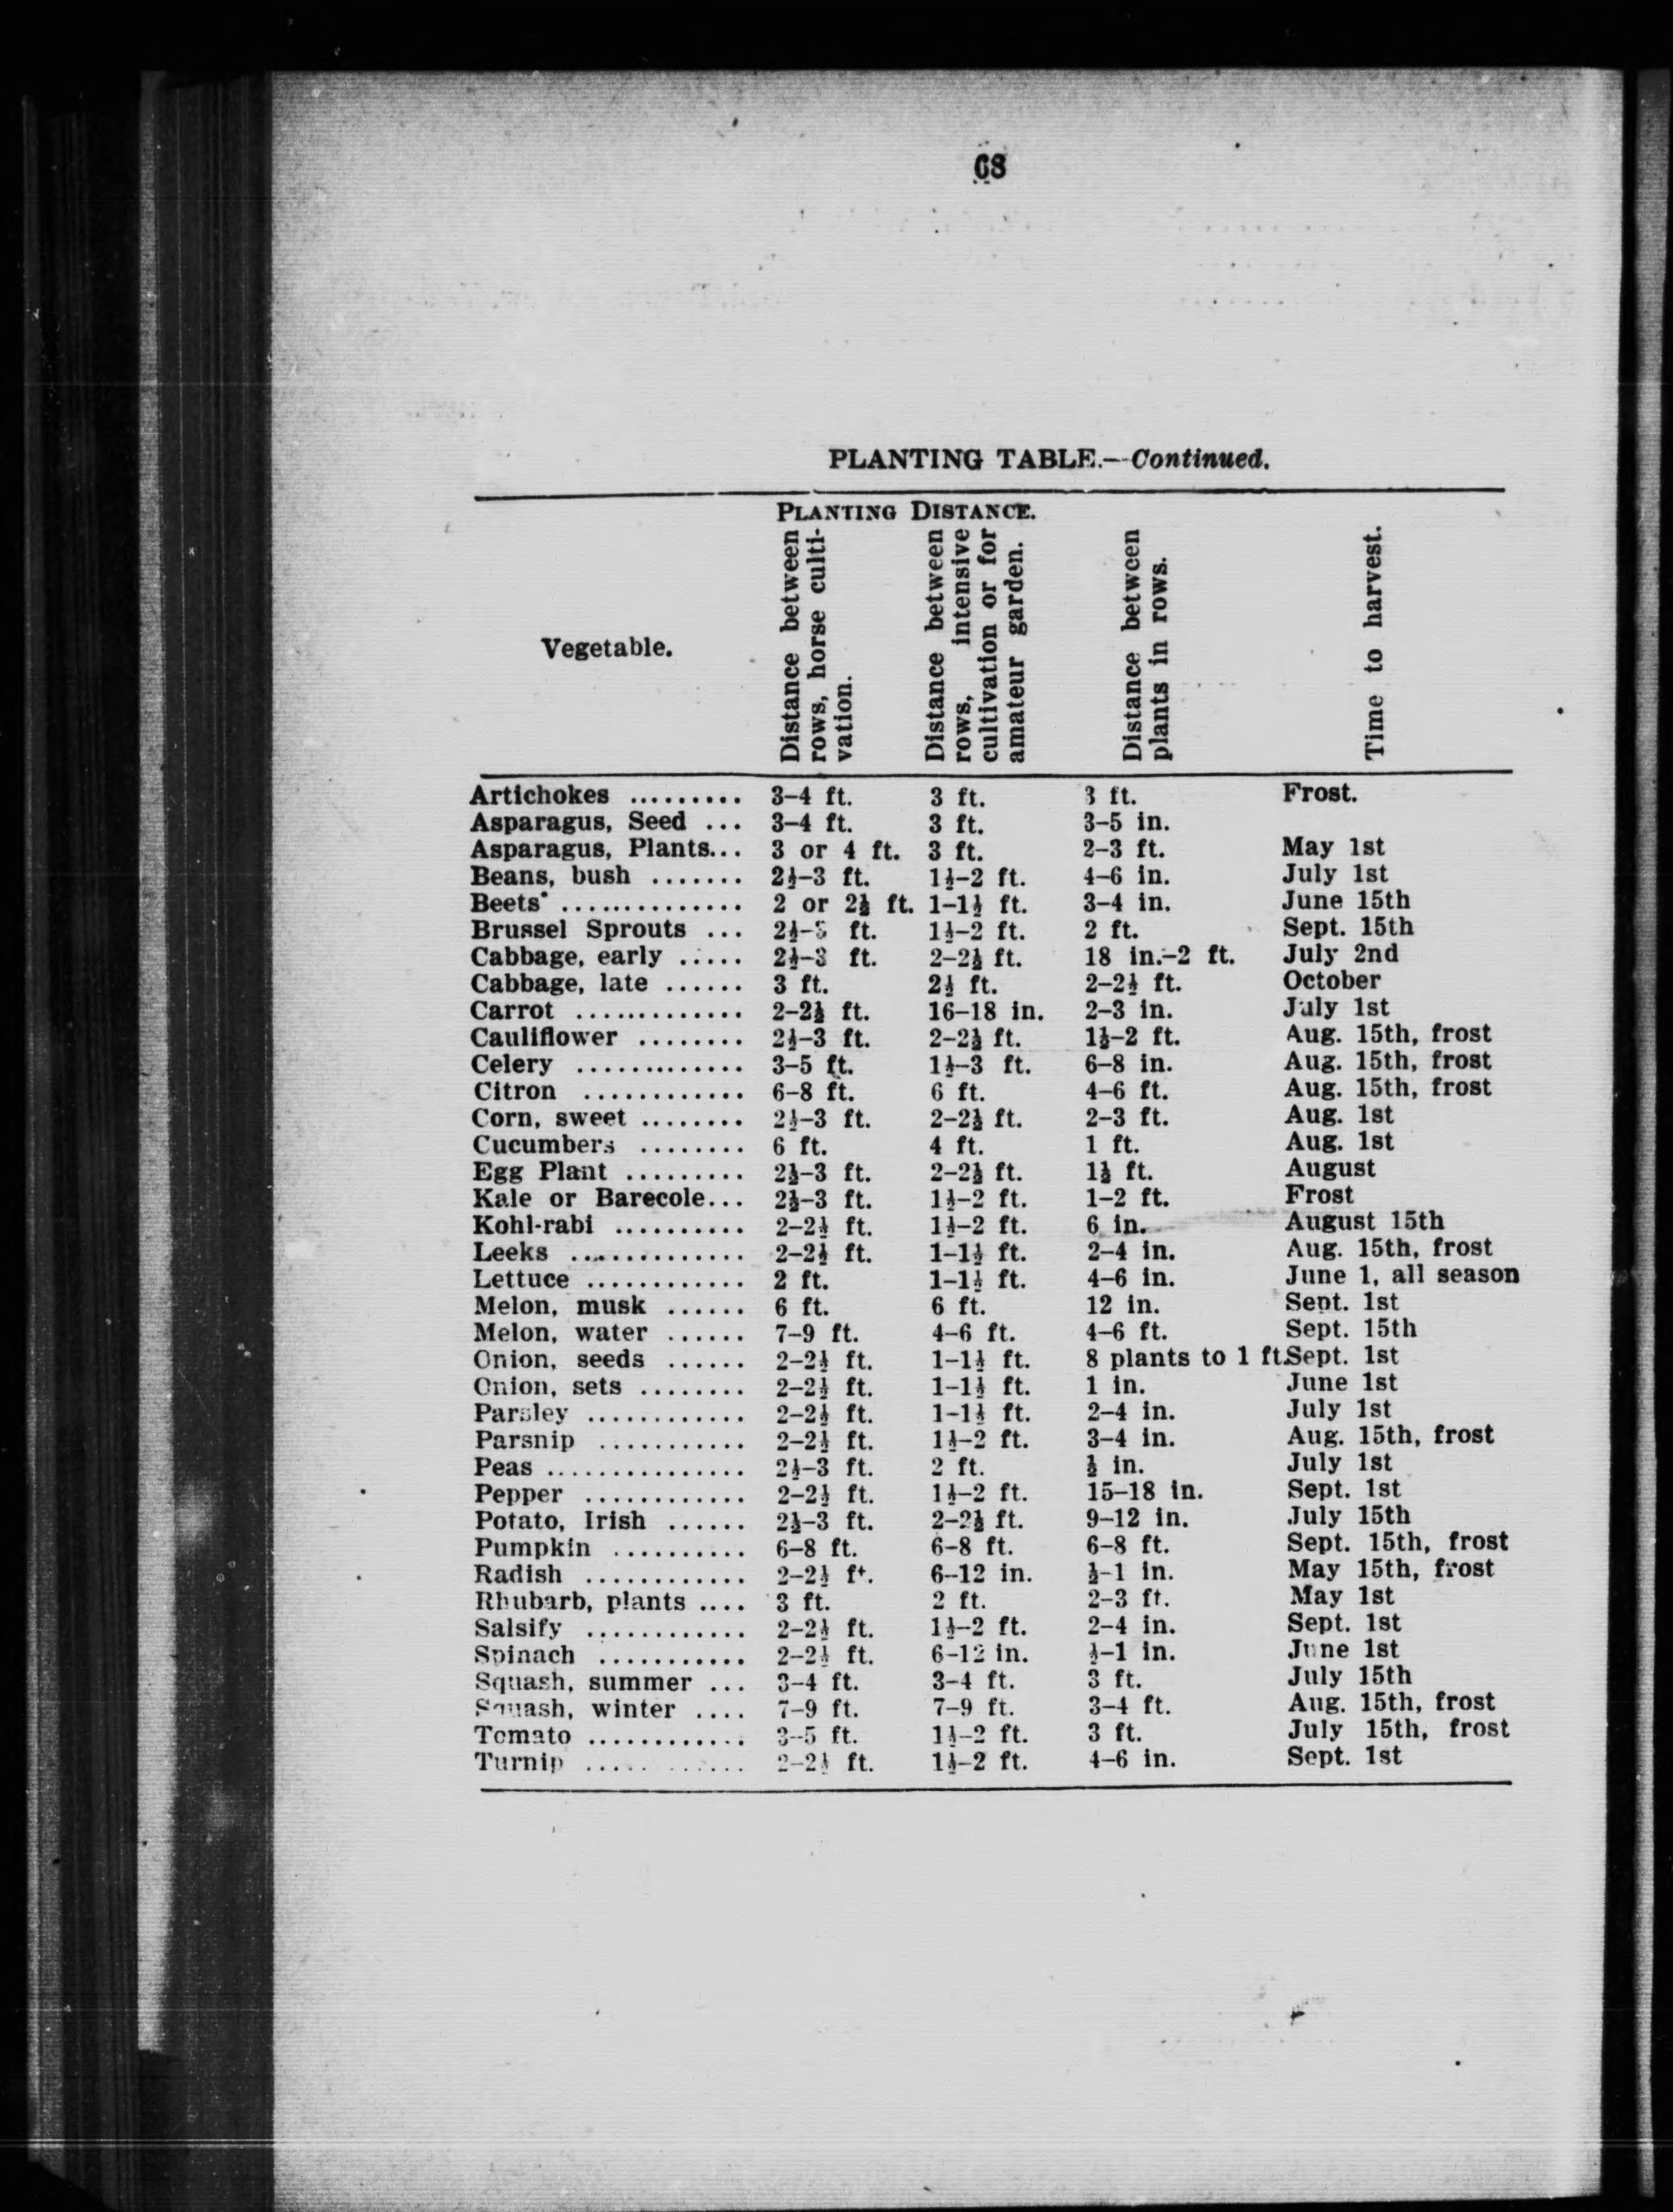 68
PLANTING TABLE.--Continued.
PLANTING DISTANCE.
Vegetable.
Distance between rows, horse culti-vation.
Distance between rows, intensive cultivation or for amateur garden.
Distance between plants in rows.
Time to harvest.
Artichokes ......... 3–4 ft. 3 ft. 3 ft. Frost.
Asparagus, Seed ... 3–4 ft. 3 ft. 3–5 in.
Asparagus, Plants... 3 or 4 ft. 3 ft. 2–3 ft. May 1st
Beans, bush ....... 2½–3 ft. 1½–2 ft. 4–6 in. July 1st
Beets .............. 2 or 2½ ft. 1–1½ ft. 3–4 in. June 15th
Brussel Sprouts ... 2½–3 ft. 1½–2 ft. 2 ft. Sept. 15th
Cabbage, early ..... 2½–3 ft. 2–2½ ft. 18 in.–2 ft. July 2nd
Cabbage, late ...... 3 ft. 2½ ft. 2–2½ ft. October
Carrot ............. 2–2½ ft. 16–18 in. 2–3 in. July 1st
Cauliflower ........ 2½–3 ft. 2–2½ ft. 1½–2 ft. Aug. 15th, frost
Celery ............. 3–5 ft. 1½–3 ft. 6–8 in. Aug. 15th, frost
Citron ............ 6–8 ft. 6 ft. 4–6 ft. Aug. 15th, frost
Corn, sweet ........ 2½–3 ft. 2–2½ ft. 2–3 ft. Aug. 1st
Cucumbers ........ 6 ft. 4 ft. 1 ft. Aug. 1st
Egg Plant ......... 2½–3 ft. 2–2½ ft. 1½ ft. August
Kale or Barecole... 2½–3 ft. 1½–2 ft. 1–2 ft. Frost
Kohl-rabi .......... 2–2½ ft. 1½–2 ft. 6 in. August 15th
Leeks ............. 2–2½ ft. 1–1½ ft. 2–4 in. Aug. 15th, frost
Lettuce ............ 2 ft. 1–1½ ft. 4–6 in. June 1, all season
Melon, musk ...... 6 ft. 6 ft. 12 in. Sept. 1st
Melon, water ...... 7–9 ft. 4–6 ft. 4–6 ft. Sept. 15th
Onion, seeds ...... 2–2½ ft. 1–1½ ft. 8 plants to 1 ft. Sept. 1st
Onion, sets ........ 2–2½ ft. 1–1½ ft. 1 in. June 1st
Parsley ............ 2–2½ ft. 1–1½ ft. 2–4 in. July 1st
Parsnip ........... 2–2½ ft. 1½–2 ft. 3–4 in. Aug. 15th, frost
Peas ............... 2½–3 ft. 2 ft. ½ in. July 1st
Pepper ............ 2–2½ ft. 1½–2 ft. 15–18 in. Sept. 1st
Potato, Irish ...... 2½–3 ft. 2–2½ ft. 9–12 in. July 15th
Pumpkin .......... 6–8 ft. 6–8 ft. 6–8 ft. Sept. 15th, frost
Radish ............ 2–2½ ft. 6–12 in. ½–1 in. May 15th, frost
Rhubarb, plants .... 3 ft. 2 ft. 2–3 ft. May 1st
Salsify ............ 2–2½ ft. 1½–2 ft. 2–4 in. Sept. 1st
Spinach ........... 2–2½ ft. 6–12 in. ½–1 in. June 1st
Squash, summer ... 3–4 ft. 3–4 ft. 3 ft. July 15th
Squash, winter .... 7–9 ft. 7–9 ft. 3–4 ft. Aug. 15th, frost
Tomato ............ 3–5 ft. 1½–2 ft. 3 ft. July 15th, frost
Turnip ............ 2–2½ ft. 1½–2 ft. 4–6 in. Sept. 1st